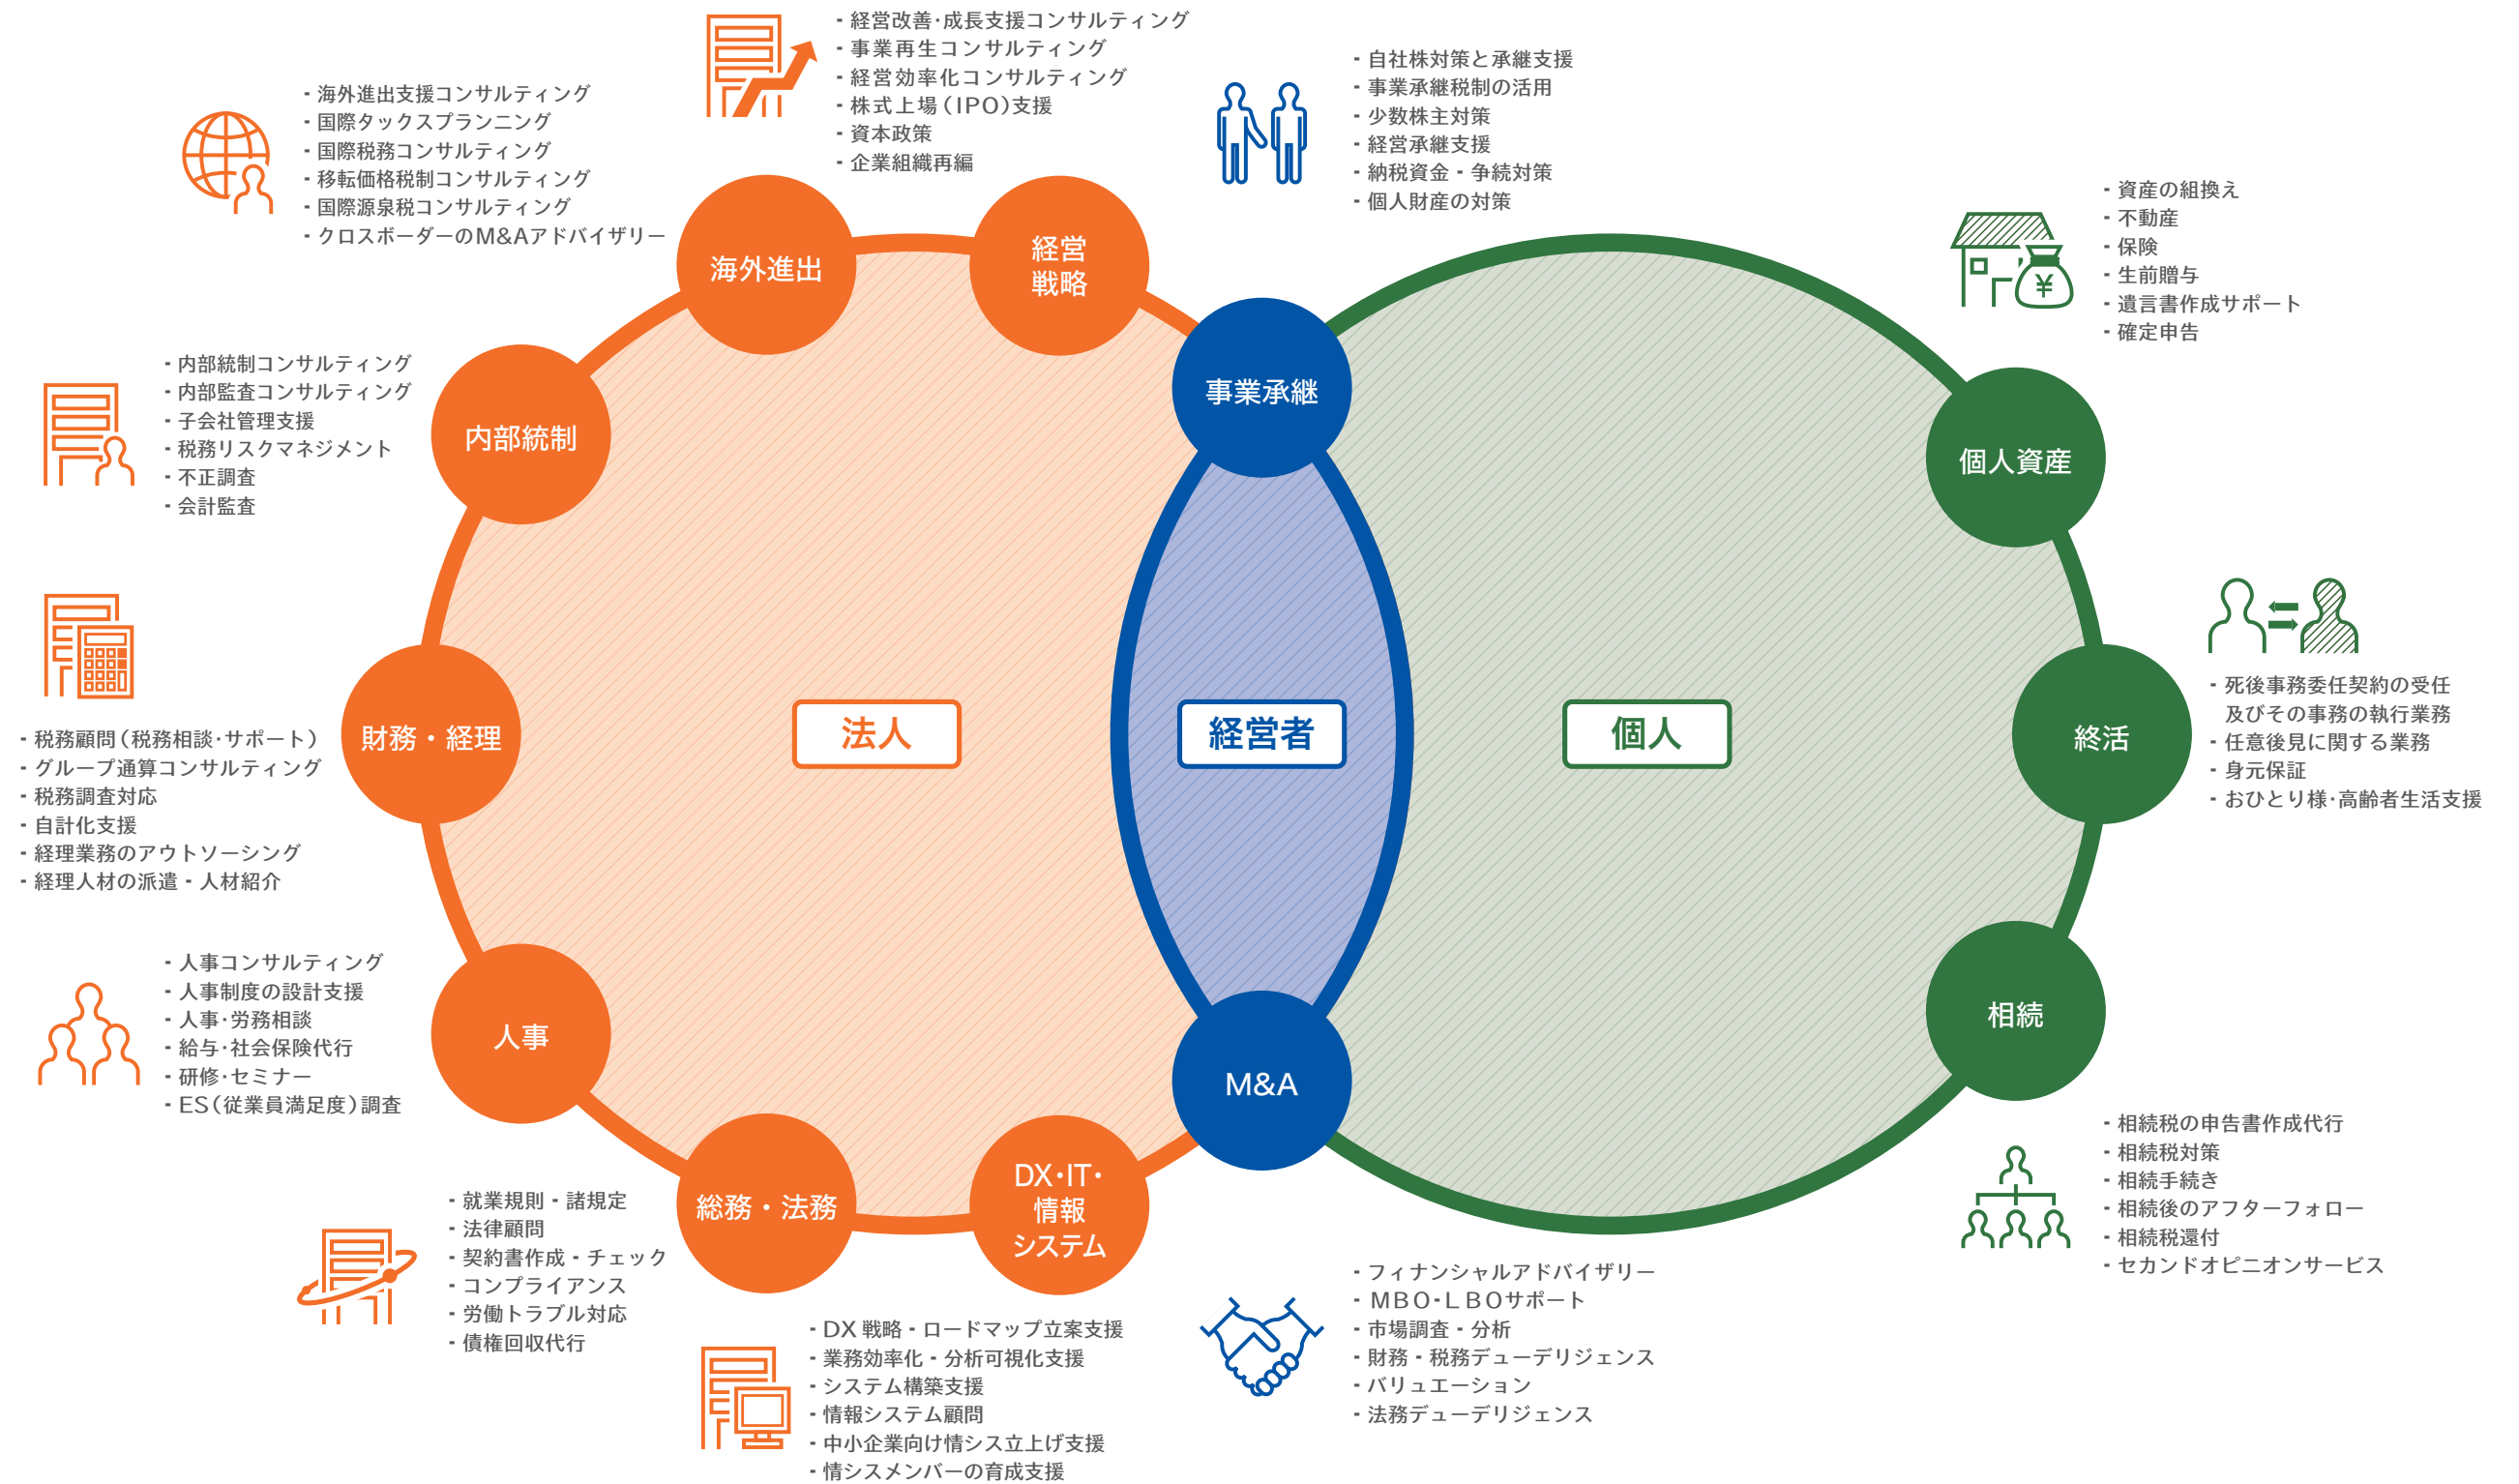 - 経営改善・成長支援コンサルティング
- 事業再生コンサルティング
- 経営効率化コンサルティング
- 株式上場(IPO)支援
- 資本政策
- 企業組織再編
- 自社株対策と承継支援
- 事業承継税制の活用
- 少数株主対策
- 経営承継支援
- 納税資金 - 争続対策
- 個人財産の対策
- 海外進出支援コンサルティング
- 国際タックスプランニング
- 国際税務コンサルティング
- 移転価格税制コンサルティング
- 国際源泉税コンサルティング
- クロスボーダーのM&Aアドバイザリー
- 資産の組換え
- 不動産
- 保険
- 生前贈与
- 遺言書作成サポート
- 確定申告
海外進出
経営
戦略
事業承継
- 内部統制コンサルティング
- 内部監査コンサルティング
- 子会社管理支援
- 税務リスクマネジメント
- 不正調査
- 会計監査
内部統制
個人資産
¥
- 税務顧問(税務相談・サポート)
- グループ通算コンサルティング
- 税務調査対応
- 自計化支援
- 経理業務のアウトソーシング
- 経理人材の派遣 - 人材紹介
財務・経理
法人
経営者
個人
終活
- 死後事務委任契約の受任
及びその事務の執行業務
- 任意後見に関する業務
- 身元保証
- おひとり様・高齢者生活支援
- 人事コンサルティング
- 人事制度の設計支援
- 人事・労務相談
- 給与・社会保険代行
- 研修・セミナー
- ES(従業員満足度)調査
人事
相続
M&A
- 相続税の申告書作成代行
- 相続税対策
- 相続手続き
- 相続後のアフターフォロー
- 相続税還付
- セカンドオピニオンサービス
総務・法務
DX・IT・
情報
システム
- 就業規則 - 諸規定
- 法律顧問
- 契約書作成 - チェック
- コンプライアンス
- 労働トラブル対応
- 債権回収代行
- DX 戦略 - ロードマップ立案支援
- 業務効率化 - 分析可視化支援
- システム構築支援
- 情報システム顧問
- 中小企業向け情シス立上げ支援
- 情シスメンバーの育成支援
- フィナンシャルアドバイザリー
- MBO-LBOサポート
- 市場調査 - 分析
- 財務 - 税務デューデリジェンス
- バリュエーション
- 法務デューデリジェンス